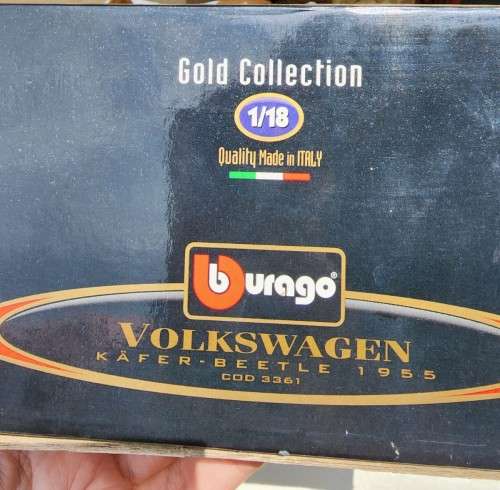 Gold Collection
1/18
Quality Made in ITALY
burago®
VOLKSWAGEN
KÄFER-BEETLE 1955
COD 3361